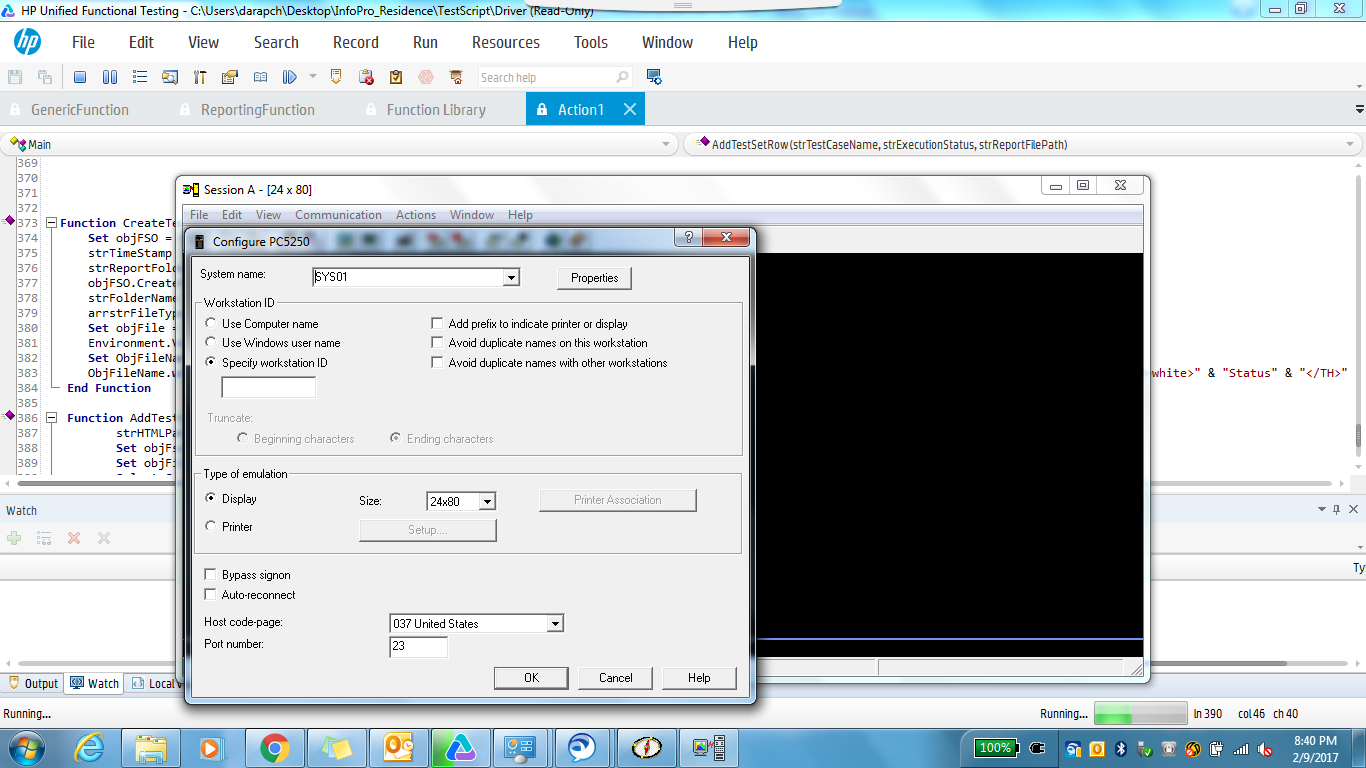 HP Unified Functional Testing - C:\Users\darapch\Desktop\InfoPro_Residence\TestScript\Driver (Read-Only)
hp File Edit View Search Record Run Resources Tools Window Help
Search help
GenericFunction ReportingFunction Function Library Action1
Main AddTestSetRow(strTestCaseName, strExecutionStatus, strReportFilePath)
369
370
371
372
373 Function CreateTe
374 Set objFSO =
375 strTimeStamp
376 strReportFold
377 objFSO.Create
378 strFolderName
379 arrstrFileTyp
380 Set objFile =
381 Environment.V
382 Set ObjFileNa
383 ObjFileName.w white>" & "Status" & "</TH>"
384 End Function
385
386 Function AddTest
387 strHTMLPa
388 Set objFs
389 Set objFi
Session A - [24 x 80]
File Edit View Communication Actions Window Help
Configure PC5250
System name: SYS01 Properties
Workstation ID
Use Computer name Add prefix to indicate printer or display
Use Windows user name Avoid duplicate names on this workstation
Specify workstation ID Avoid duplicate names with other workstations
Truncate:
Beginning characters Ending characters
Type of emulation
Display Size: 24x80 Printer Association
Printer Setup....
Bypass signon
Auto-reconnect
Host code-page: 037 United States
Port number: 23
OK Cancel Help
Watch
Ty
Output Watch Local
Running... Running... ln 390 col 46 ch 40
100% 8:40 PM
2/9/2017